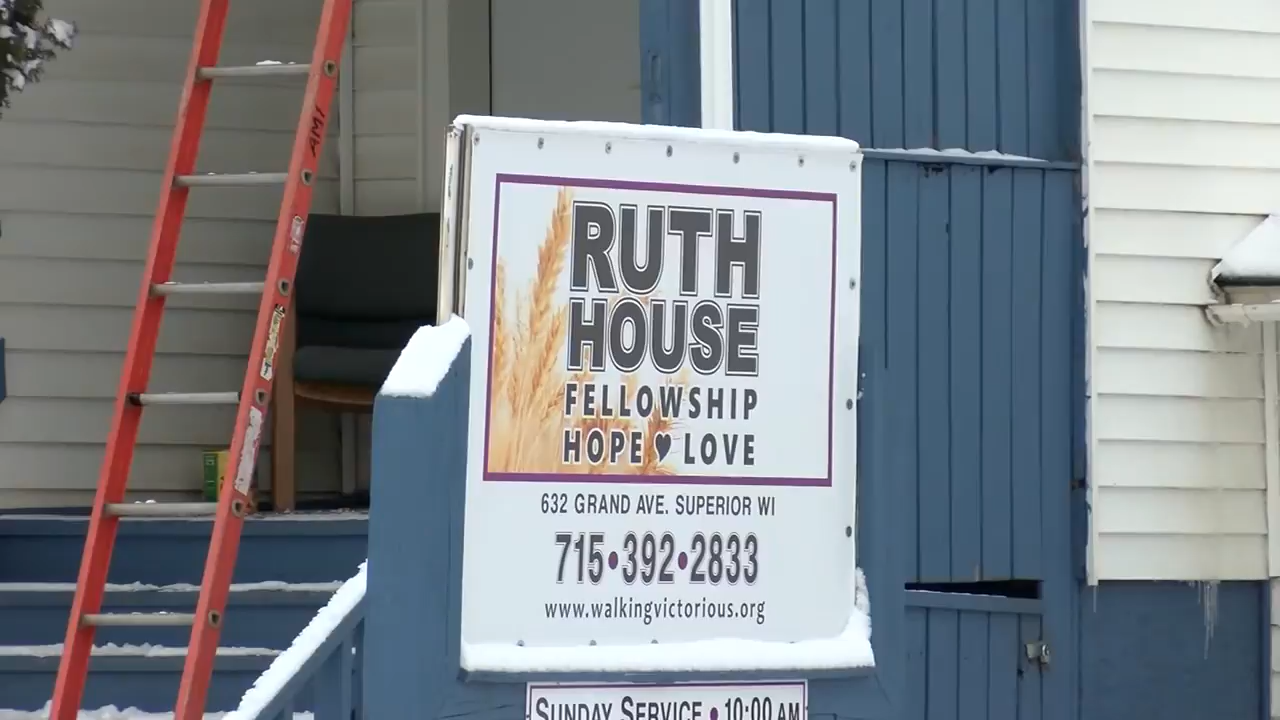 AMI
RUTH
HOUSE
FELLOWSHIP
HOPE ♥ LOVE
632 GRAND AVE. SUPERIOR WI
715•392•2833
www.walkingvictorious.org
SUNDAY SERVICE • 10:00 AM